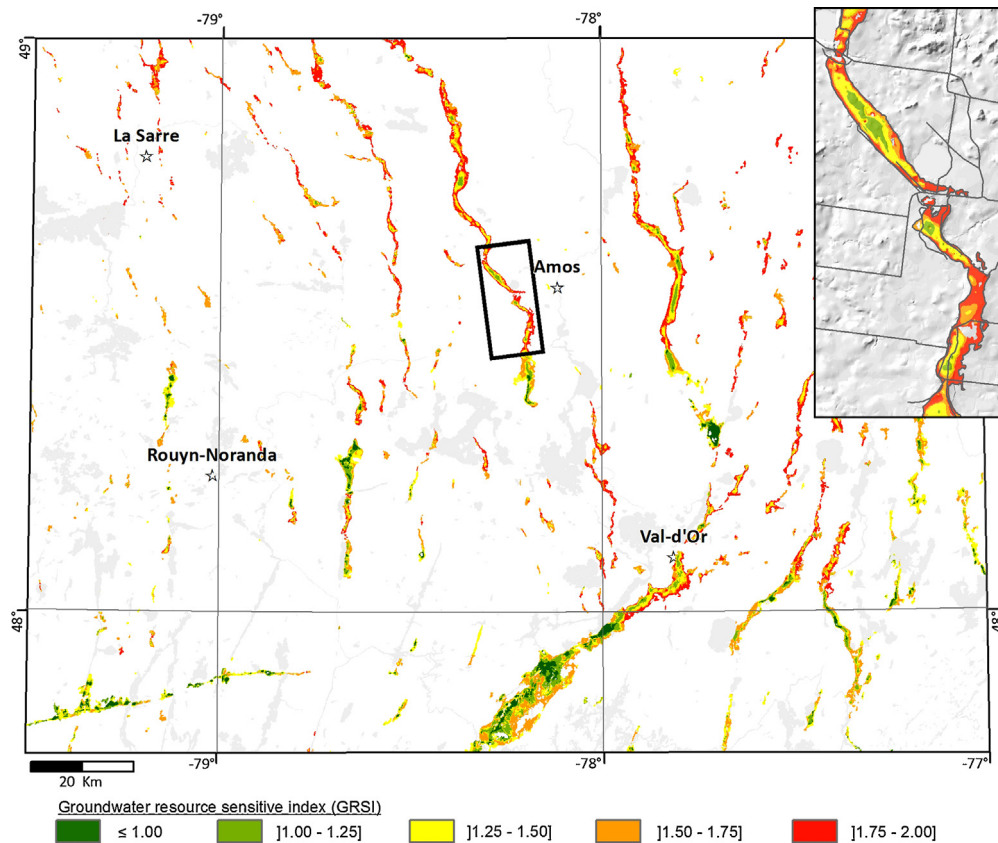 -79°
-78°
49°
La Sarre
Amos
Rouyn-Noranda
Val-d'Or
48°
48°
-79°
-78°
-77°
20 Km
Groundwater resource sensitive index (GRSI)
≤ 1.00
]1.00 - 1.25]
]1.25 - 1.50]
]1.50 - 1.75]
]1.75 - 2.00]